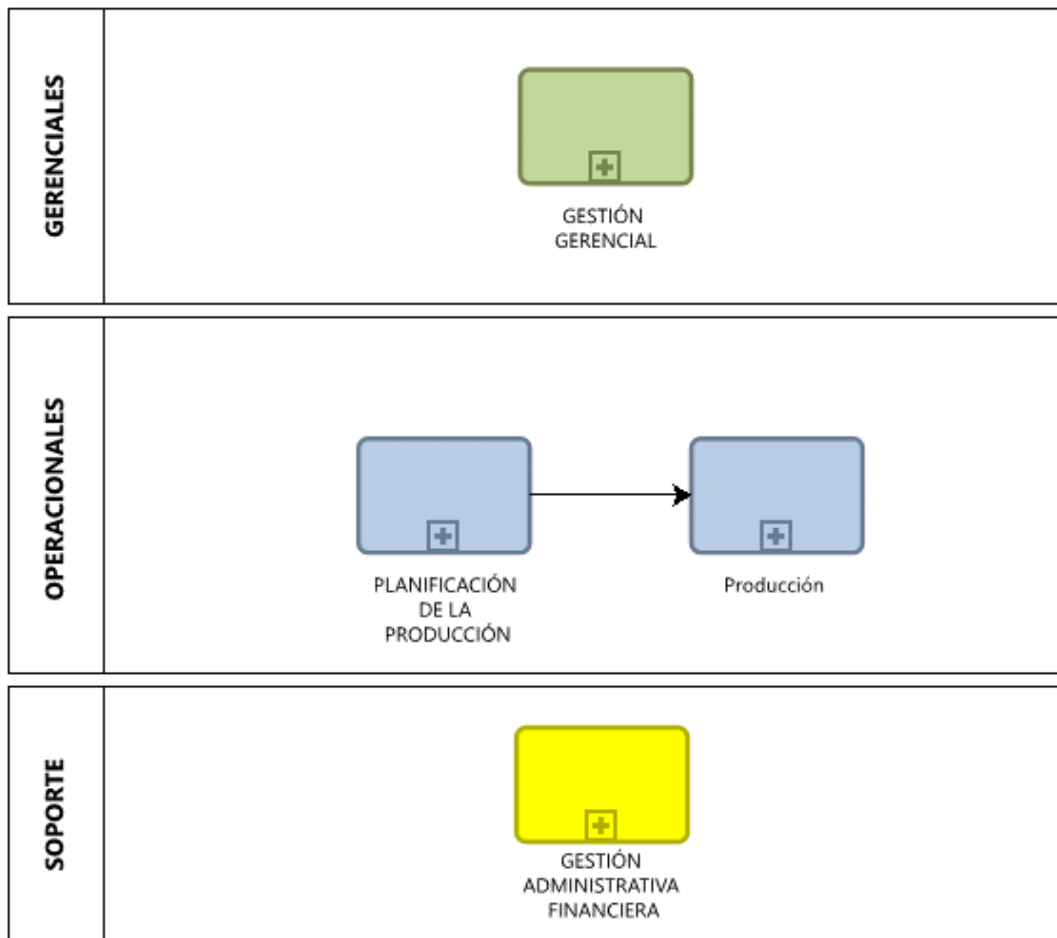 GERENCIALES
GESTIÓN
GERENCIAL
OPERACIONALES
PLANIFICACIÓN
DE LA
PRODUCCIÓN
Producción
SOPORTE
GESTIÓN
ADMINISTRATIVA
FINANCIERA